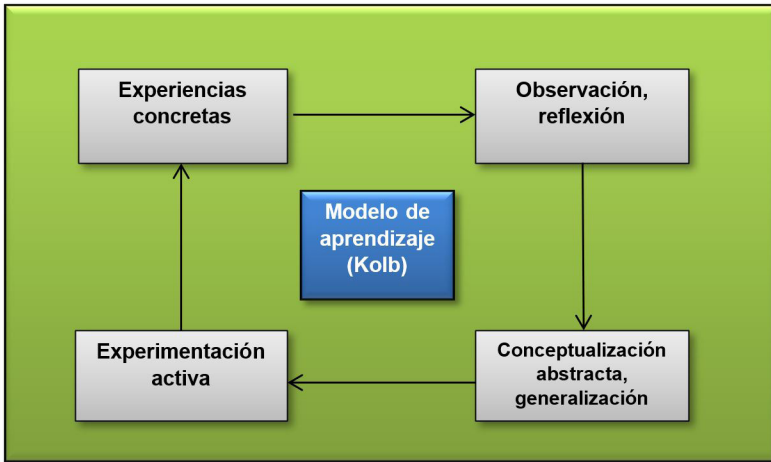 Experiencias
concretas
Observación,
reflexión
Modelo de
aprendizaje
(Kolb)
Experimentación
activa
Conceptualización
abstracta,
generalización